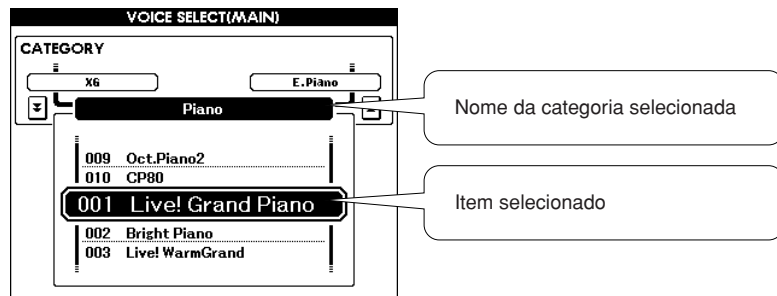 VOICE SELECT(MAIN)
CATEGORY
XG
E.Piano
Piano
009 Oct.Piano2
010 CP80
001 Live! Grand Piano
002 Bright Piano
003 Live! WarmGrand
Nome da categoria selecionada
Item selecionado